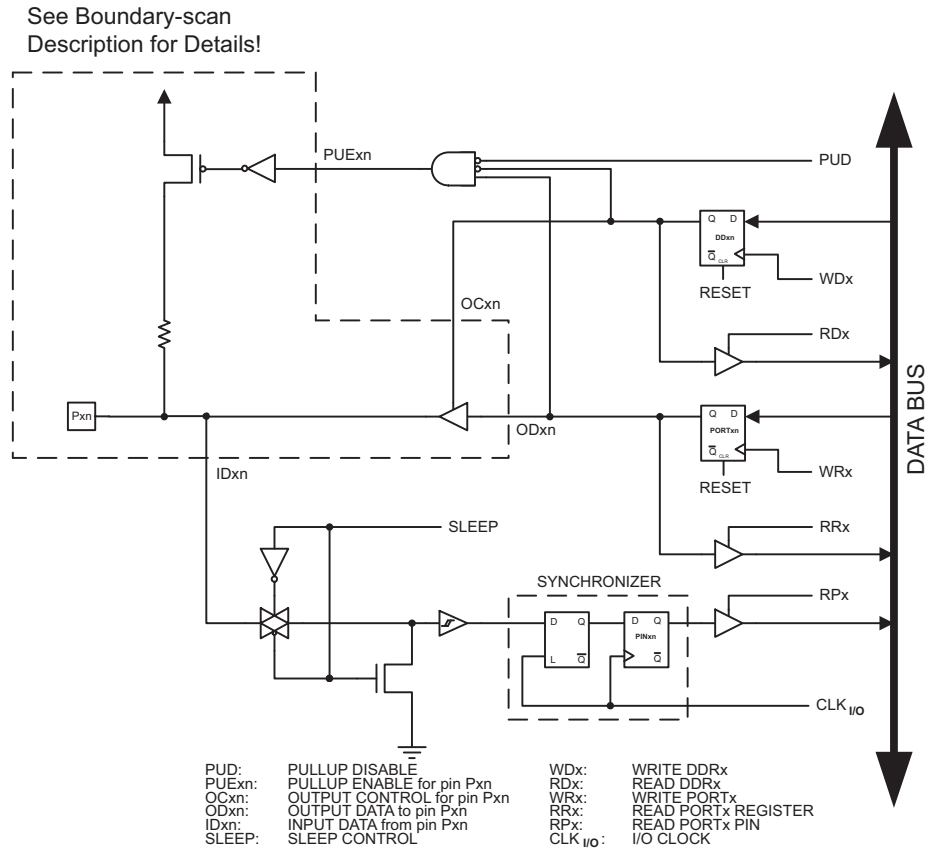 See Boundary-scan
Description for Details!
PUExn
PUD
Q D
DDxn
Q
CLR
WDx
RESET
OCxn
RDx
DATA BUS
Pxn
ODxn
Q D
PORTxn
Q
CLR
WRx
RESET
IDxn
SLEEP
RRx
SYNCHRONIZER
RPx
D Q
L Q
D Q
PINxn
Q
CLK I/O
PUD: PULLUP DISABLE
PUExn: PULLUP ENABLE for pin Pxn
OCxn: OUTPUT CONTROL for pin Pxn
ODxn: OUTPUT DATA to pin Pxn
IDxn: INPUT DATA from pin Pxn
SLEEP: SLEEP CONTROL
WDx: WRITE DDRx
RDx: READ DDRx
WRx: WRITE PORTx
RRx: READ PORTx REGISTER
RPx: READ PORTx PIN
CLK I/O: I/O CLOCK